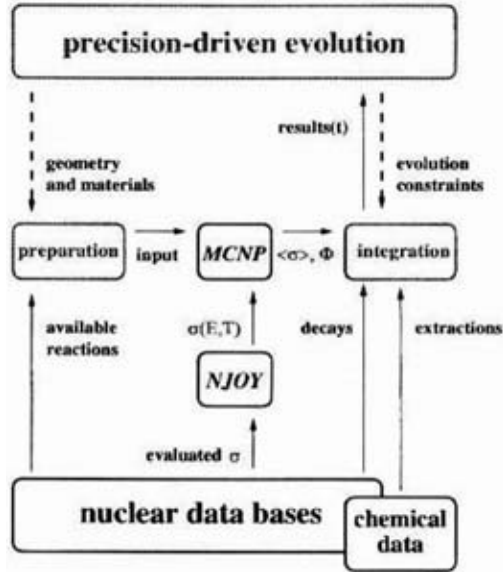 precision-driven evolution
results(t)
geometry
and materials
evolution
constraints
preparation
input
MCNP
<σ>, Φ
integration
available
reactions
σ(E,T)
decays
extractions
NJOY
evaluated σ
nuclear data bases
chemical
data